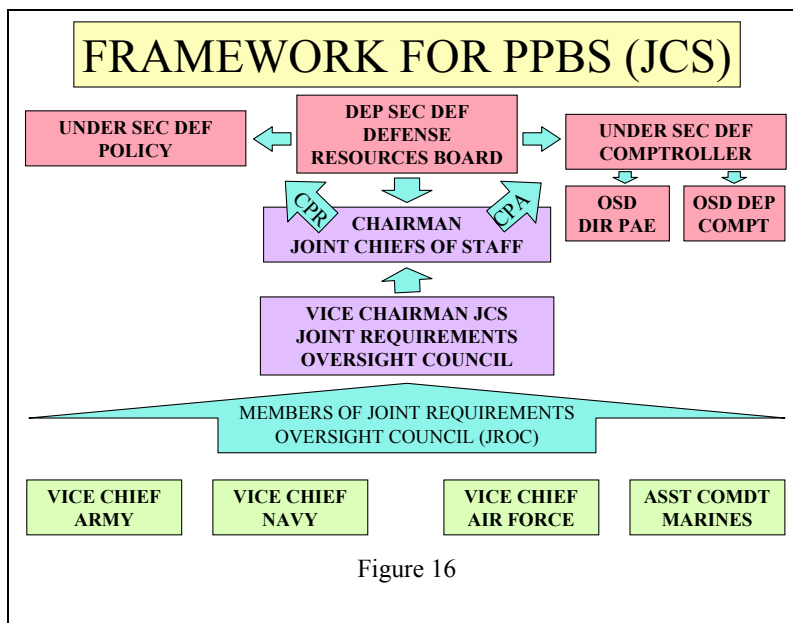 FRAMEWORK FOR PPBS (JCS)
UNDER SEC DEF
POLICY
DEP SEC DEF
DEFENSE
RESOURCES BOARD
UNDER SEC DEF
COMPTROLLER
CPR
CPA
OSD
DIR PAE
OSD DEP
COMPT
CHAIRMAN
JOINT CHIEFS OF STAFF
VICE CHAIRMAN JCS
JOINT REQUIREMENTS
OVERSIGHT COUNCIL
MEMBERS OF JOINT REQUIREMENTS
OVERSIGHT COUNCIL (JROC)
VICE CHIEF
ARMY
VICE CHIEF
NAVY
VICE CHIEF
AIR FORCE
ASST COMDT
MARINES
Figure 16